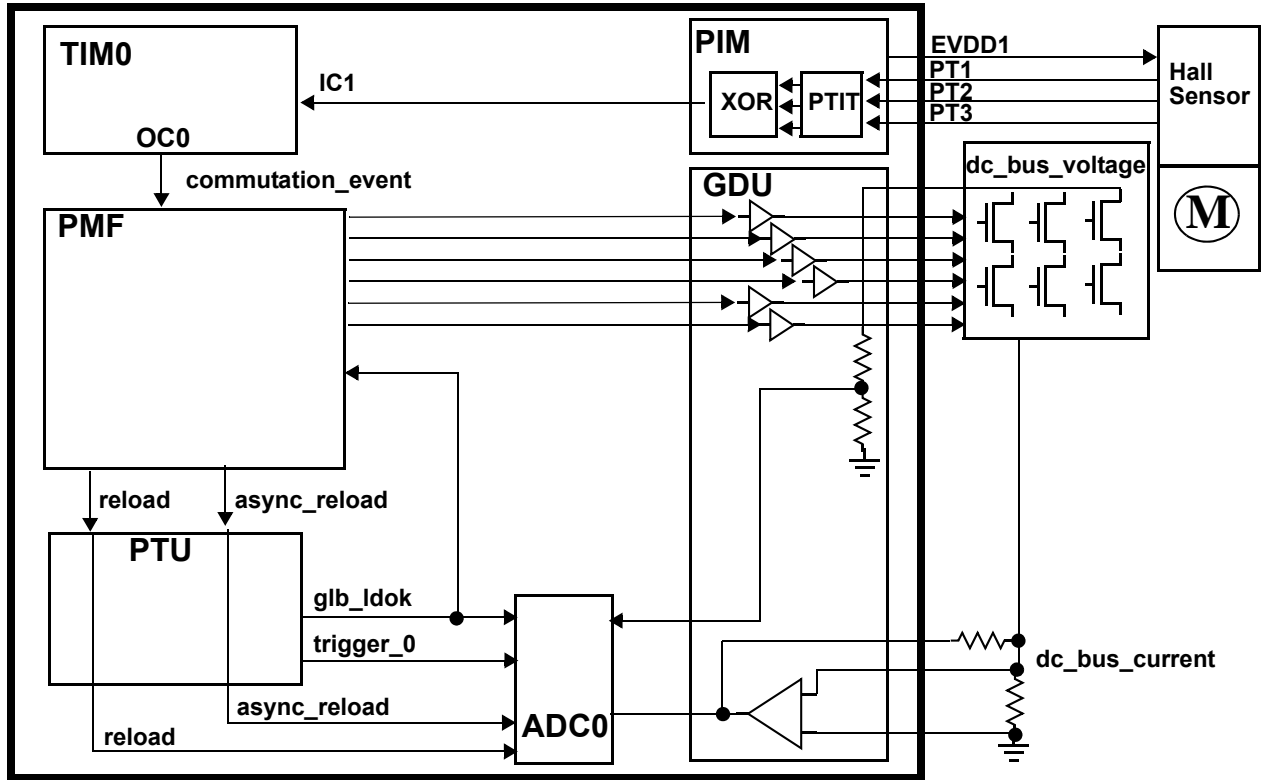 TIM0
OC0
IC1
PIM
XOR
PTIT
EVDD1
PT1
PT2
PT3
Hall
Sensor
commutation_event
PMF
GDU
dc_bus_voltage
M
reload
async_reload
PTU
glb_ldok
trigger_0
async_reload
reload
ADC0
dc_bus_current